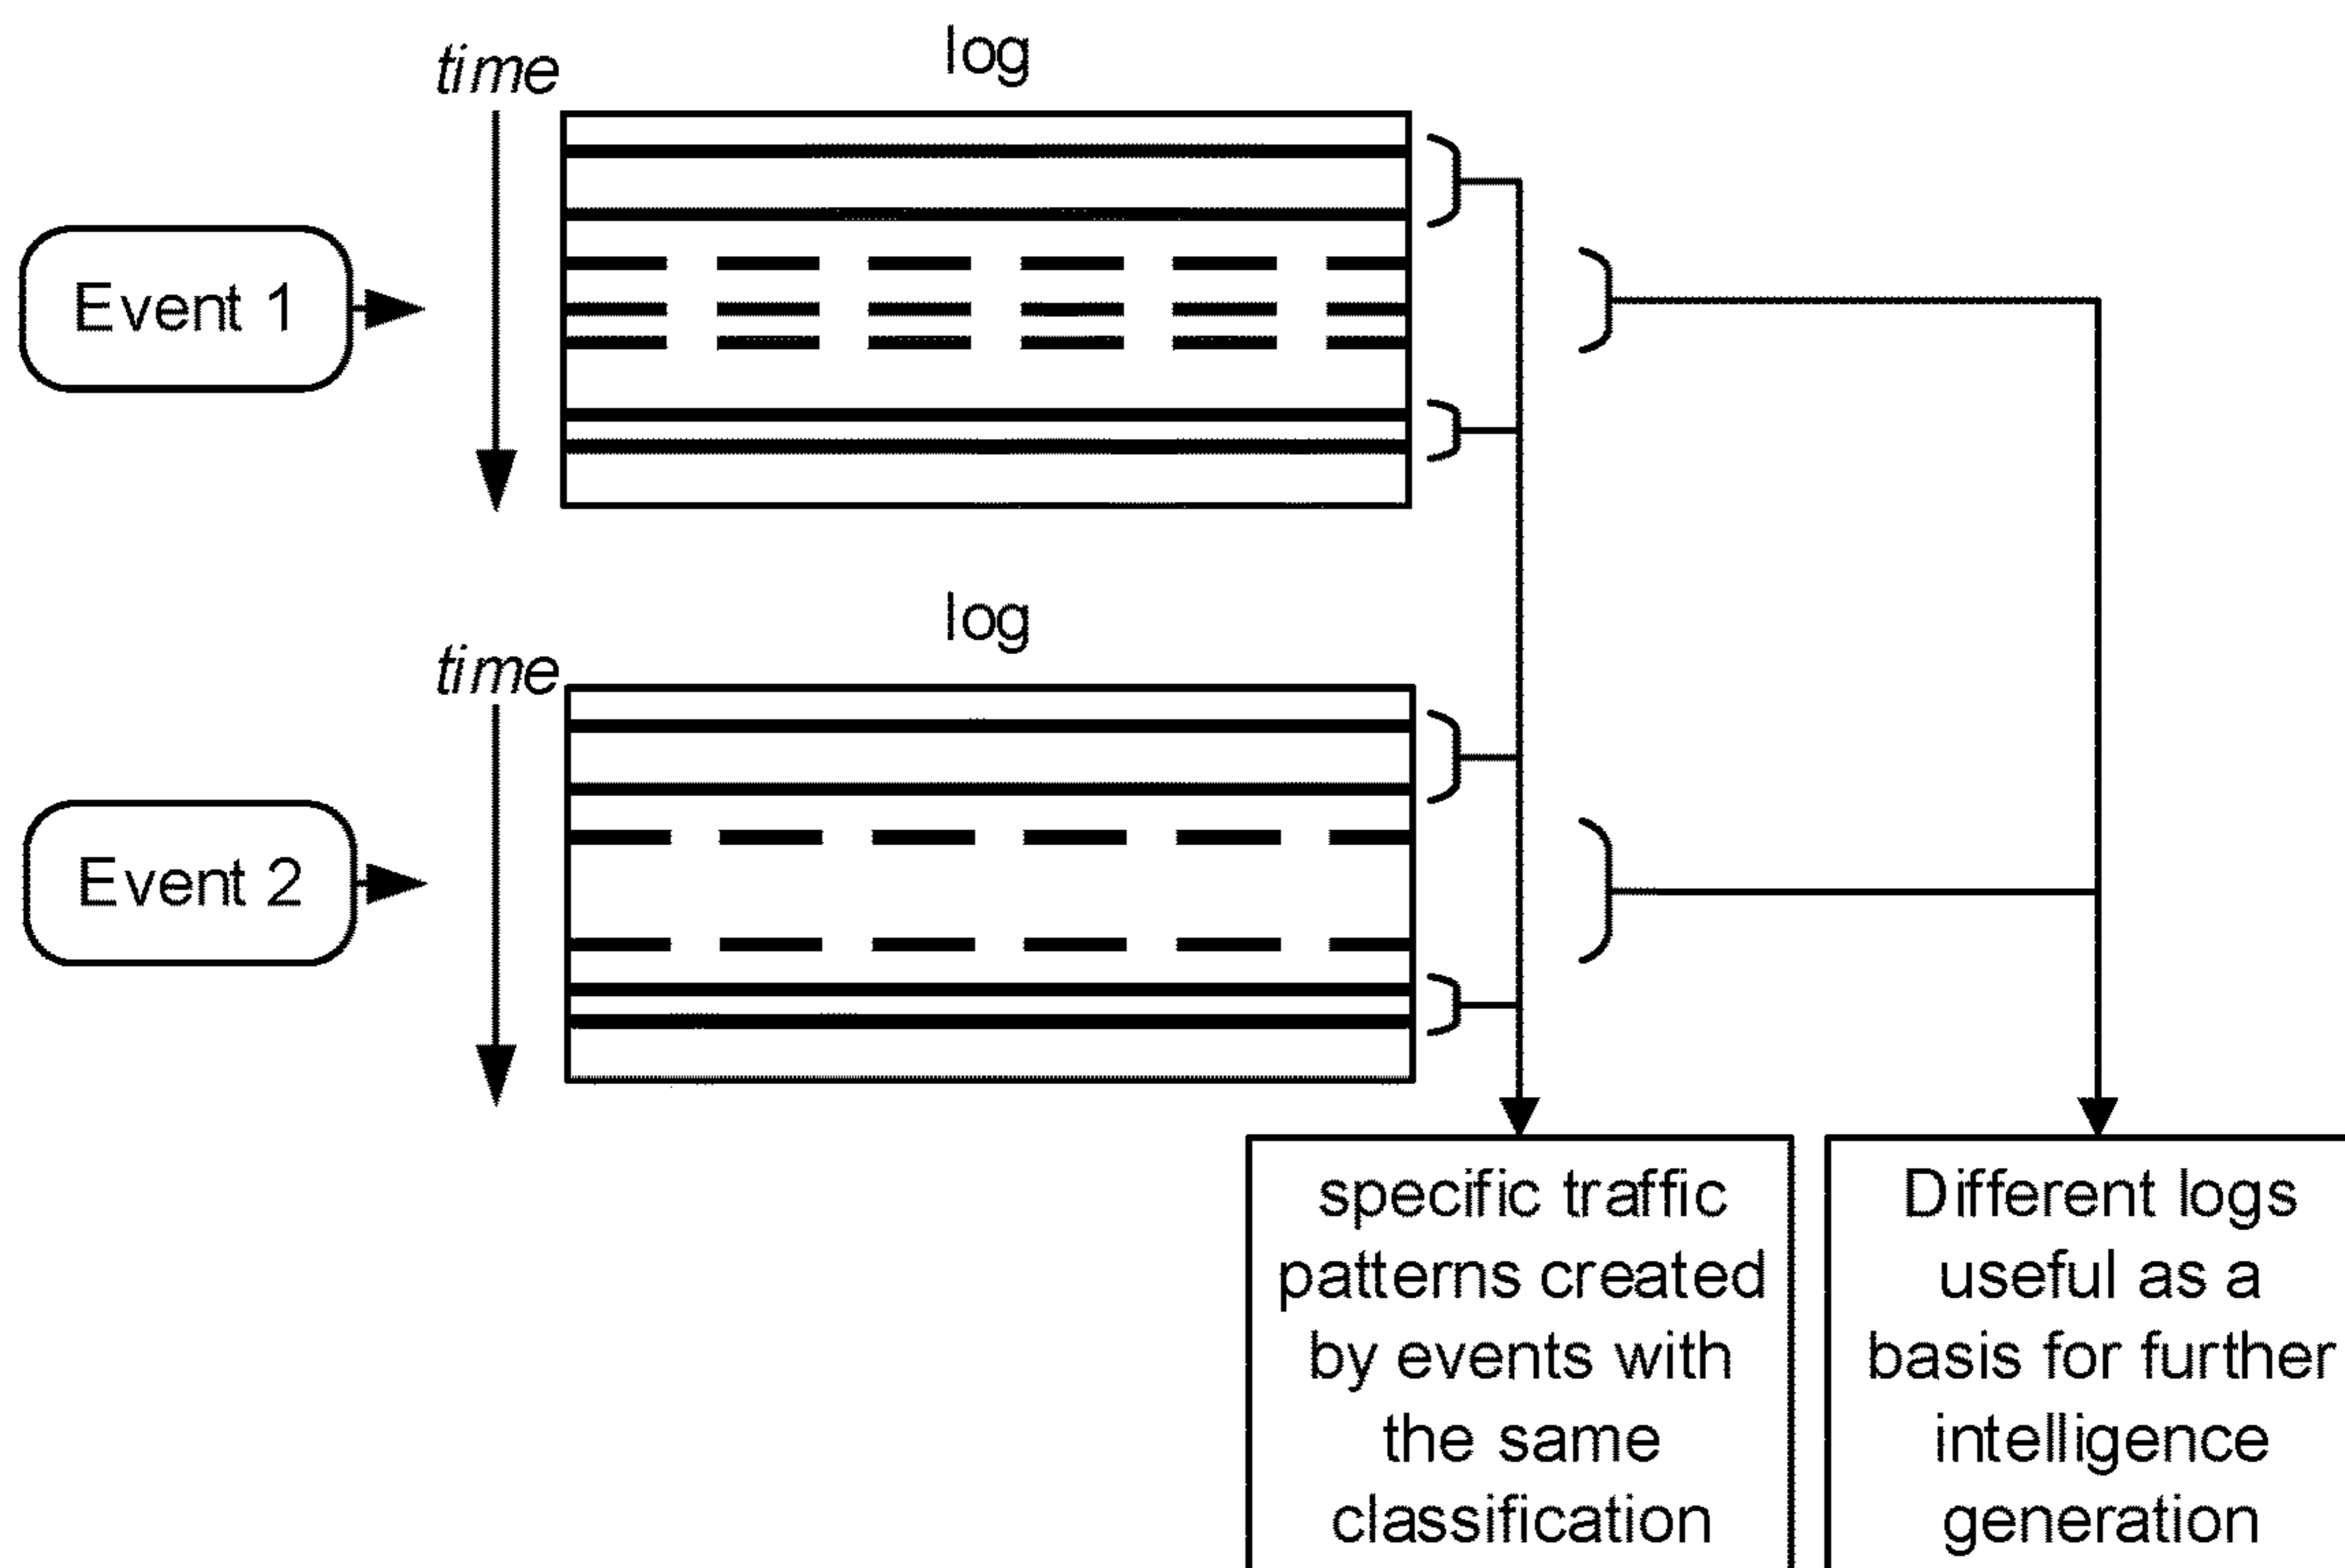 log
time
Event 1
log
time
Event 2
specific traffic
patterns created
by events with
the same
classification
Different logs
useful as a
basis for further
intelligence
generation